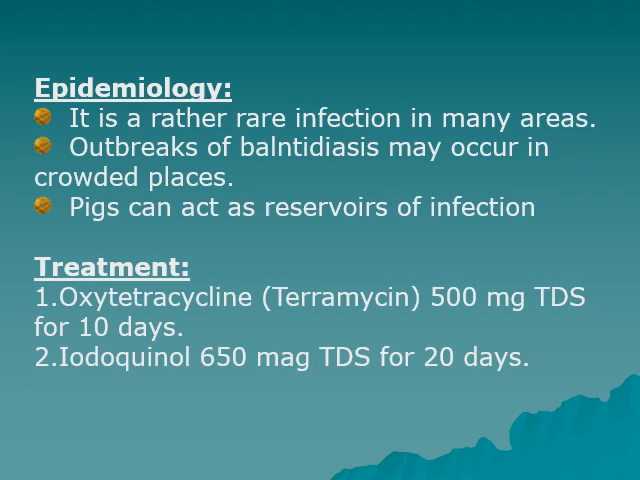 Epidemiology:
It is a rather rare infection in many areas.
Outbreaks of balntidiasis may occur in
crowded places.
Pigs can act as reservoirs of infection
Treatment:
1.Oxytetracycline (Terramycin) 500 mg TDS
for 10 days.
2.Iodoquinol 650 mag TDS for 20 days.